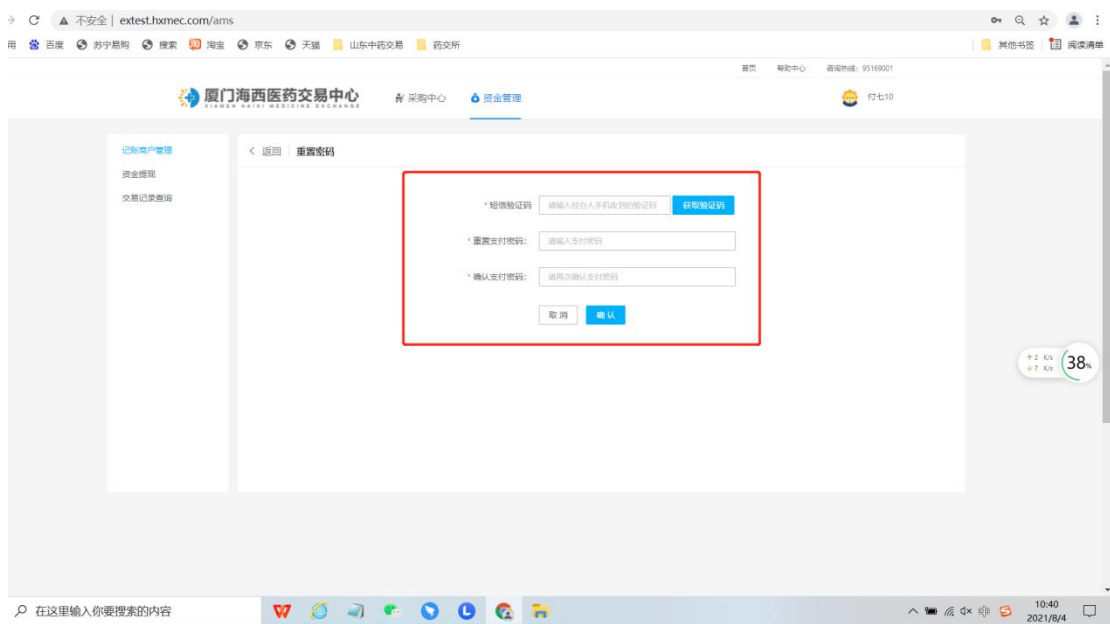 不安全 | extest.hxmec.com/ams
用 百度 苏宁易购 搜索 淘宝 京东 天猫 山东中药交易 药交所 其他书签 阅读清单
首页 帮助中心 咨询热线：95169001
厦门海西医药交易中心 采购中心 资金管理 付七10
XIAMEN HAIXI MEDICINE EXCHANGE
记账商户管理
资金提现
交易记录查询
< 返回 重置密码
*短信验证码 请输入经办人手机收到的验证码 获取验证码
*重置支付密码： 请输入支付密码
*确认支付密码： 请再次确认支付密码
取消 确认
↑2 K/s
↓7 K/s
38%
在这里输入你要搜索的内容
10:40
2021/8/4